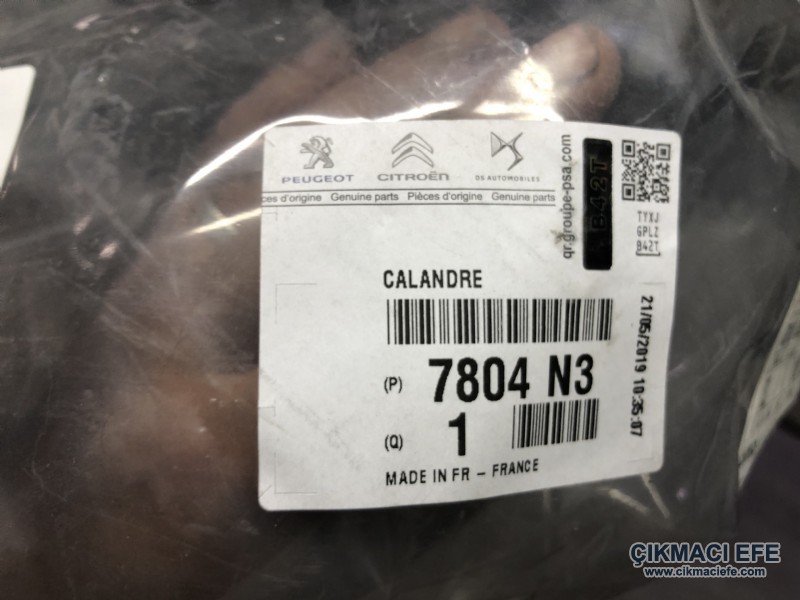 PEUGEOT CITROËN DS AUTOMOBILES
ces d'origine Genuine parts Pièces d'origine Genuine parts
qr.groupe-psa.com
B42T
TYXJ
GPLZ
B42T
CALANDRE
21/05/2019 10:35:07
(P) 7804 N3
(Q) 1
MADE IN FR - FRANCE
ÇIKMACI EFE
www.cikmaciefe.com